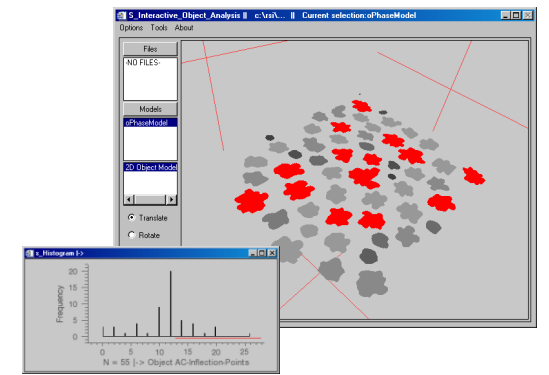 S_Interactive_Object_Analysis || c:\rsi\... || Current selection:oPhaseModel
Options Tools About
Files
-NO FILES-
Models
oPhaseModel
2D Object Model
Translate
Rotate
s_Histogram |->
Frequency
20
15
10
5
0
0 5 10 15 20 25
N = 55 |-> Object AC-Inflection-Points